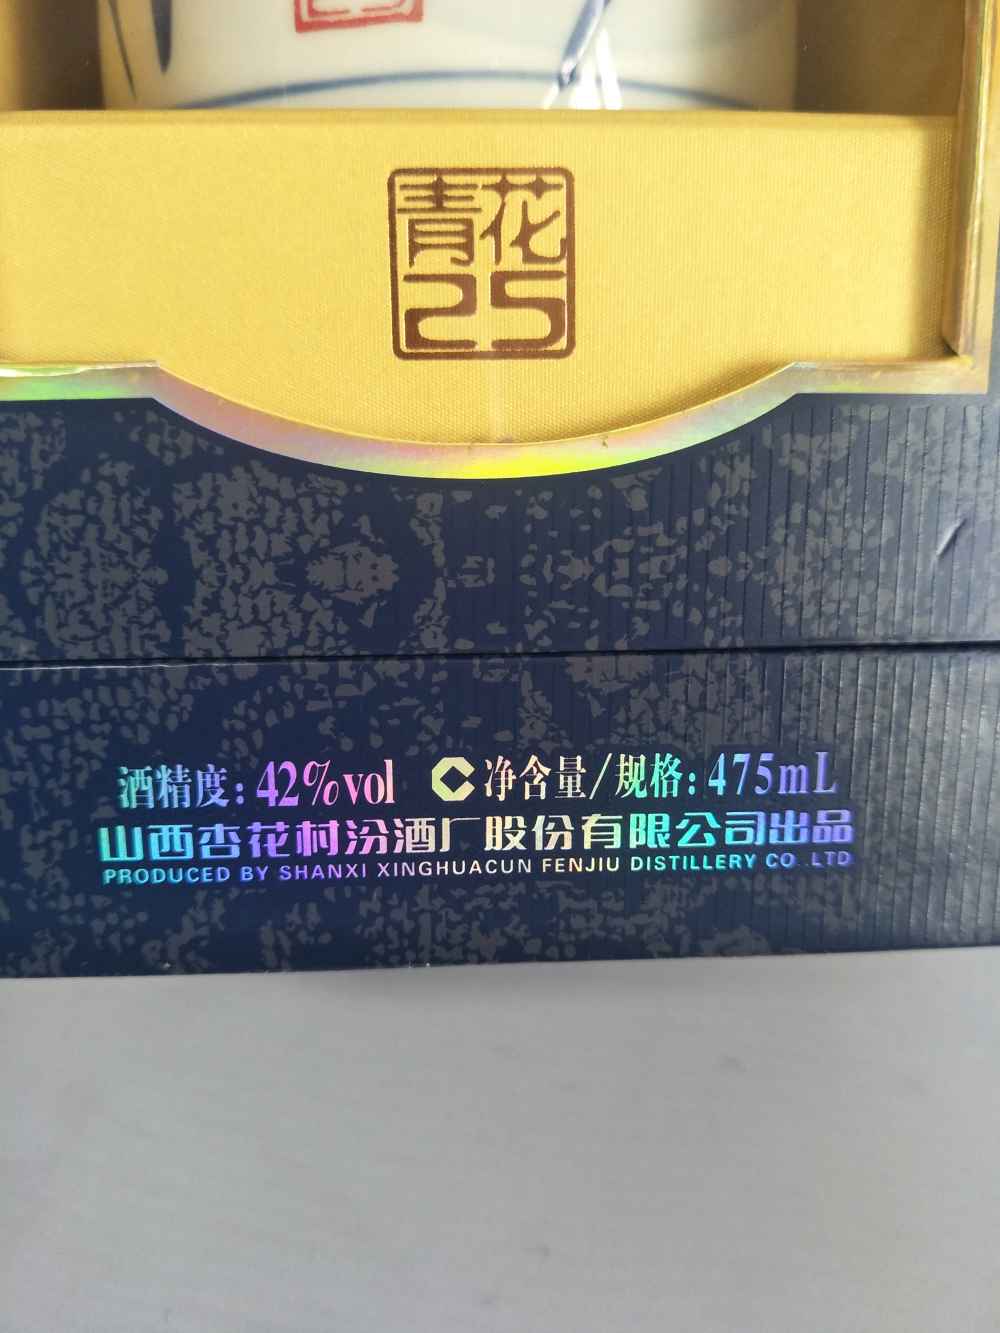 青花
25
酒精度:42%vol 净含量/规格:475mL
山西杏花村汾酒厂股份有限公司出品
PRODUCED BY SHANXI XINGHUACUN FENJIU DISTILLERY CO.,LTD